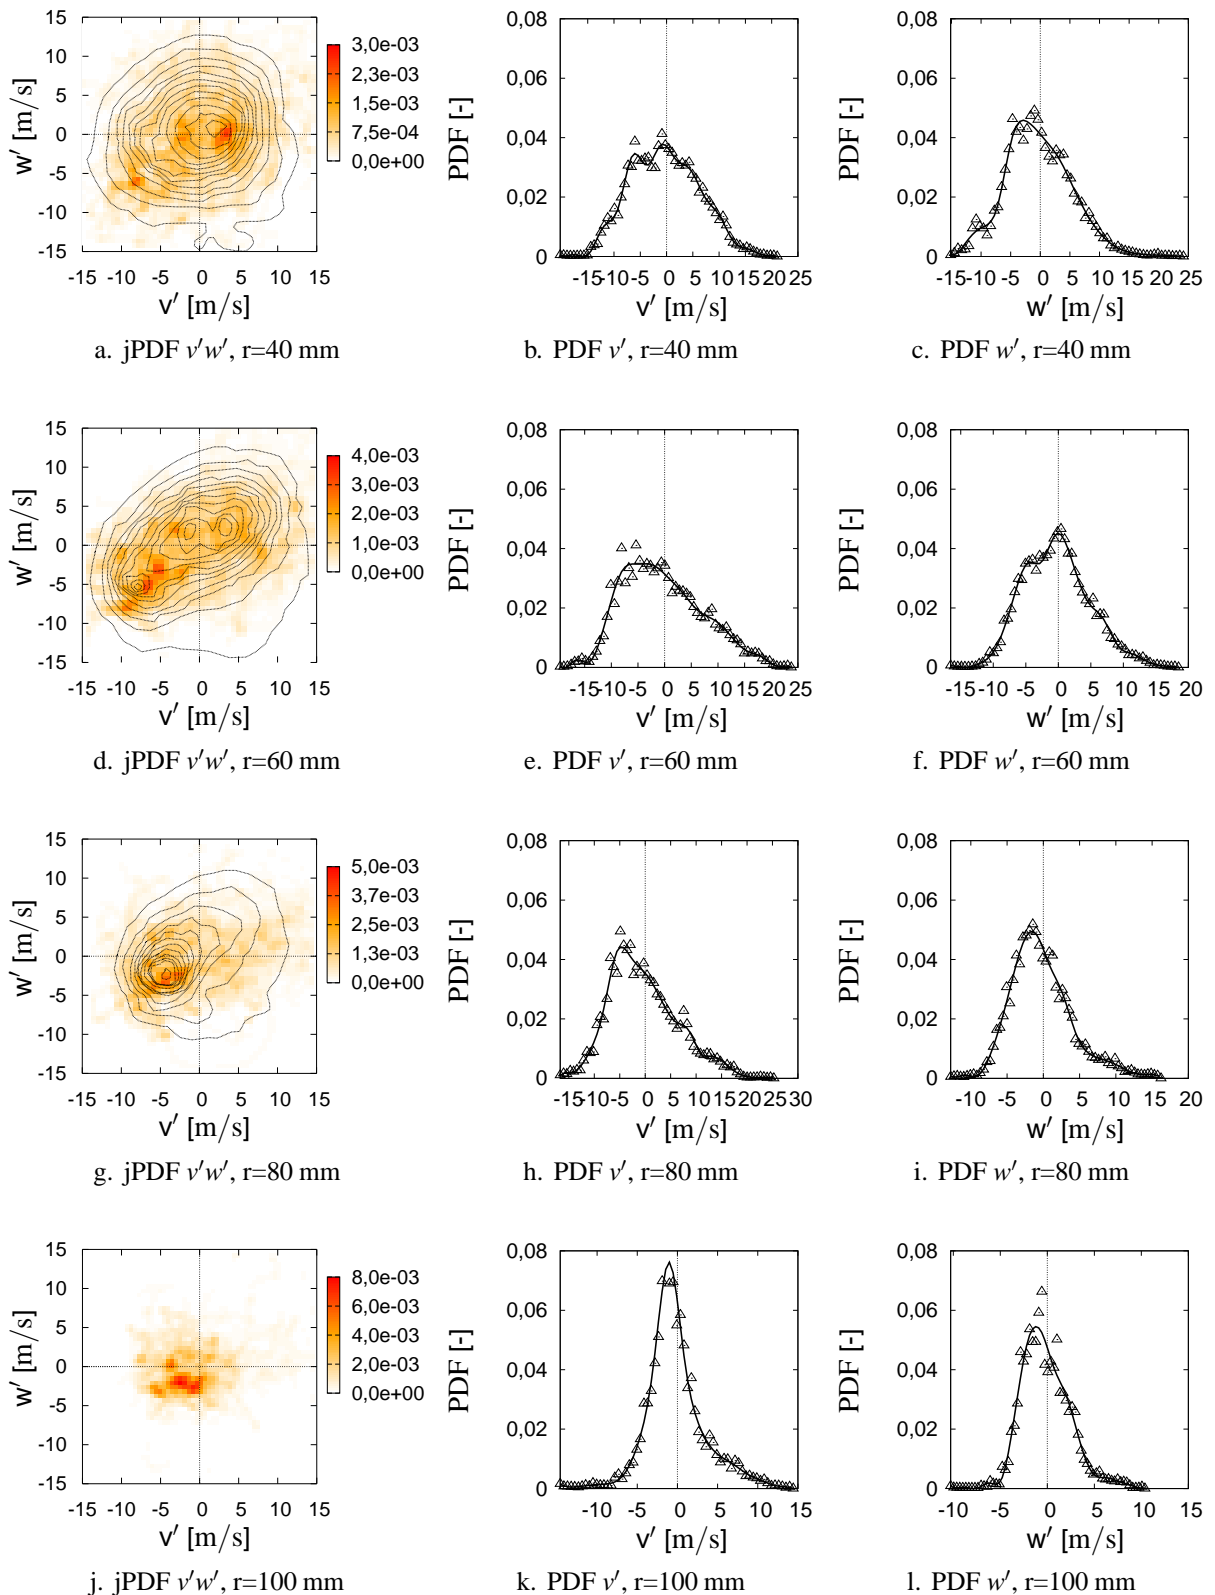 15
10
5
0
-5
-10
-15
-15 -10 -5 0 5 10 15
w′ [m/s]
v′ [m/s]
3,0e-03
2,3e-03
1,5e-03
7,5e-04
0,0e+00
a. jPDF v′w′, r=40 mm
0,08
0,06
0,04
0,02
0
PDF [-]
-15-10 -5 0 5 10 15 20 25
v′ [m/s]
b. PDF v′, r=40 mm
0,08
0,06
0,04
0,02
0
PDF [-]
-15 -10 -5 0 5 10 15 20 25
w′ [m/s]
c. PDF w′, r=40 mm
15
10
5
0
-5
-10
-15
-15 -10 -5 0 5 10 15
w′ [m/s]
v′ [m/s]
4,0e-03
3,0e-03
2,0e-03
1,0e-03
0,0e+00
d. jPDF v′w′, r=60 mm
0,08
0,06
0,04
0,02
0
PDF [-]
-15-10-5 0 5 10 15 20 25
v′ [m/s]
e. PDF v′, r=60 mm
0,08
0,06
0,04
0,02
0
PDF [-]
-15 -10 -5 0 5 10 15 20
w′ [m/s]
f. PDF w′, r=60 mm
15
10
5
0
-5
-10
-15
-15 -10 -5 0 5 10 15
w′ [m/s]
v′ [m/s]
5,0e-03
3,7e-03
2,5e-03
1,3e-03
0,0e+00
g. jPDF v′w′, r=80 mm
0,08
0,06
0,04
0,02
0
PDF [-]
-15-10-5 0 5 10 15 20 25 30
v′ [m/s]
h. PDF v′, r=80 mm
0,08
0,06
0,04
0,02
0
PDF [-]
-10 -5 0 5 10 15 20
w′ [m/s]
i. PDF w′, r=80 mm
15
10
5
0
-5
-10
-15
-15 -10 -5 0 5 10 15
w′ [m/s]
v′ [m/s]
8,0e-03
6,0e-03
4,0e-03
2,0e-03
0,0e+00
j. jPDF v′w′, r=100 mm
0,08
0,06
0,04
0,02
0
PDF [-]
-10 -5 0 5 10 15
v′ [m/s]
k. PDF v′, r=100 mm
0,08
0,06
0,04
0,02
0
PDF [-]
-10 -5 0 5 10 15
w′ [m/s]
l. PDF w′, r=100 mm